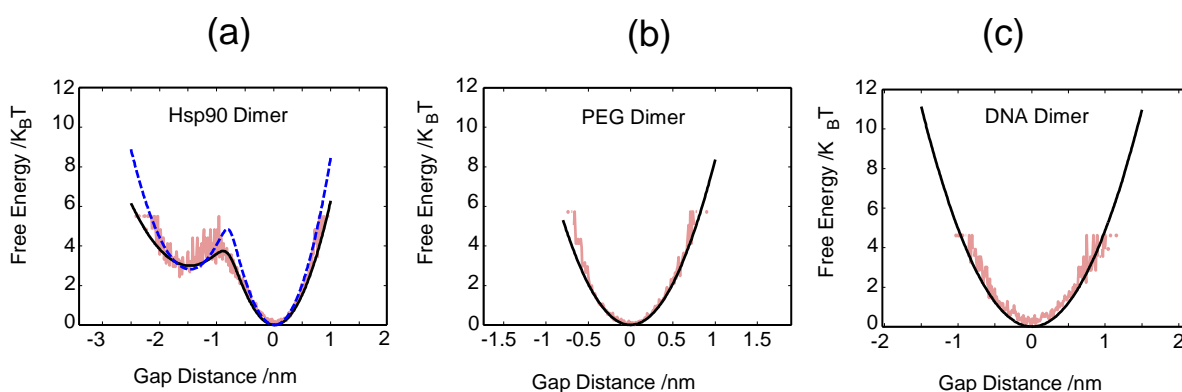 (a) (b) (c)
Free Energy /K_BT
12
10
8
6
4
2
0
Hsp90 Dimer
-3 -2 -1 0 1 2
Gap Distance /nm
Free Energy /K_BT
12
10
8
6
4
2
0
PEG Dimer
-1.5 -1 -0.5 0 0.5 1 1.5
Gap Distance /nm
Free Energy /K_BT
12
10
8
6
4
2
0
DNA Dimer
-2 -1 0 1 2
Gap Distance /nm